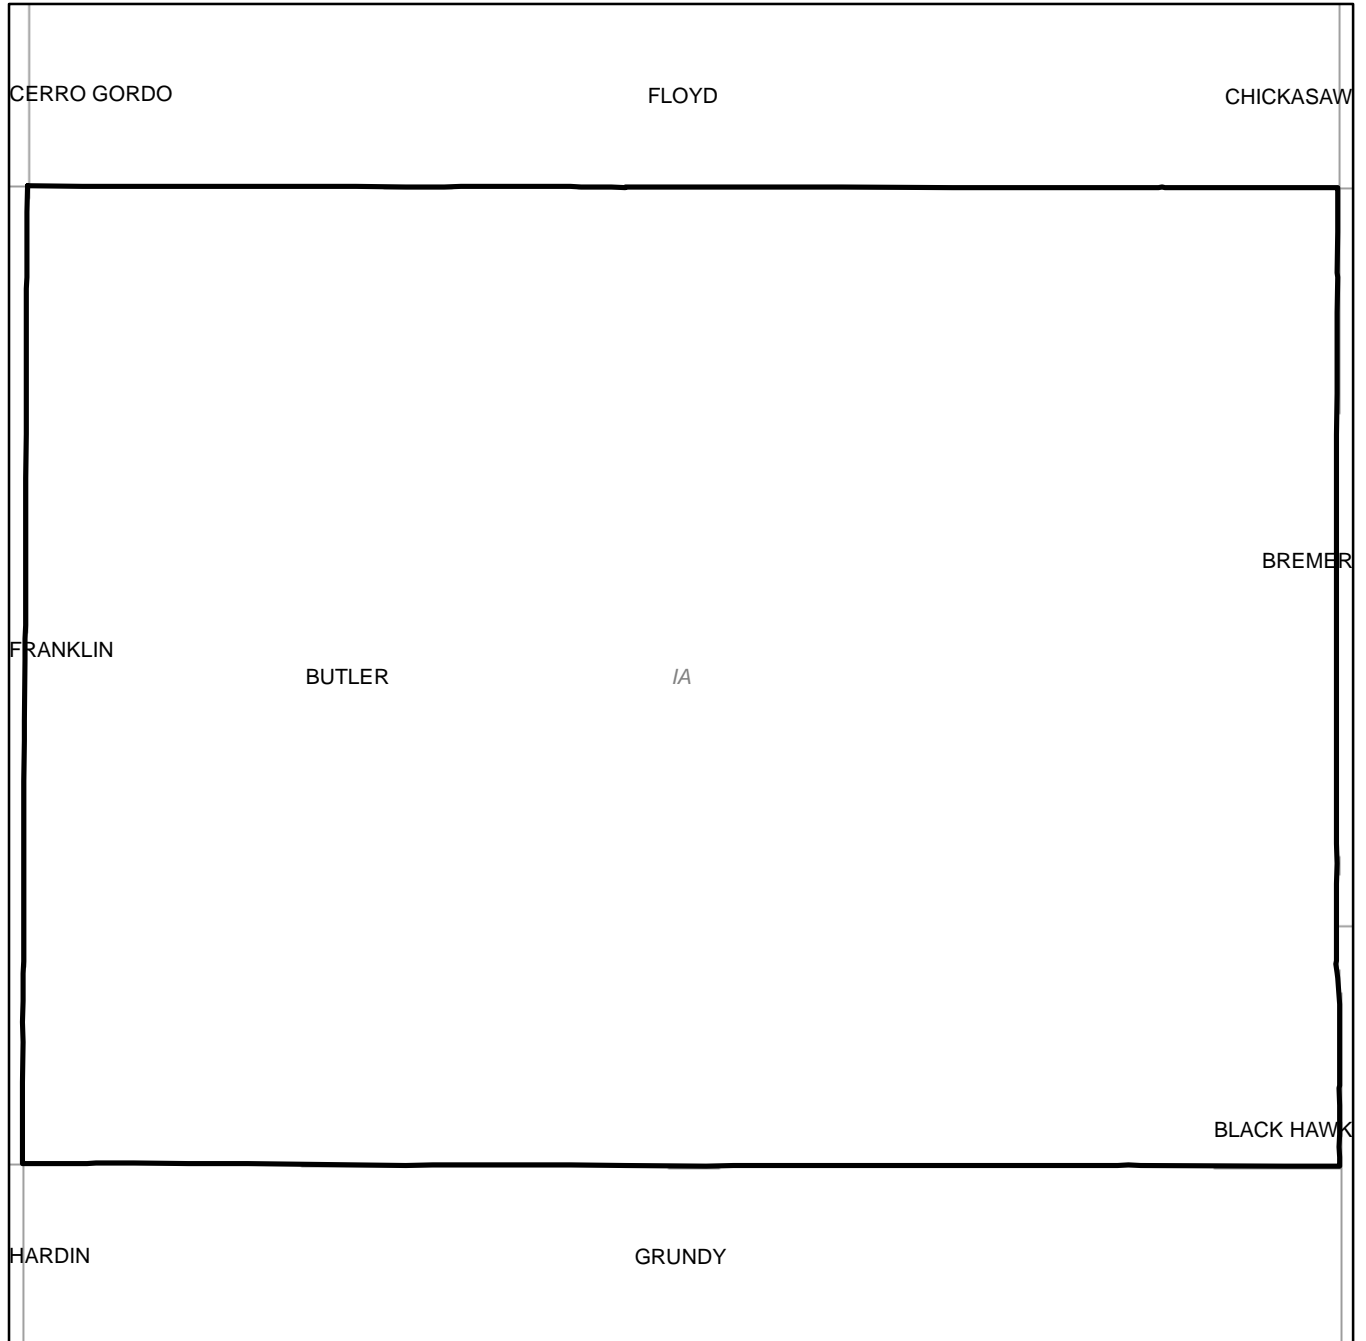 CERRO GORDO
FLOYD
CHICKASAW
BREMER
FRANKLIN
BUTLER
IA
BLACK HAWK
HARDIN
GRUNDY